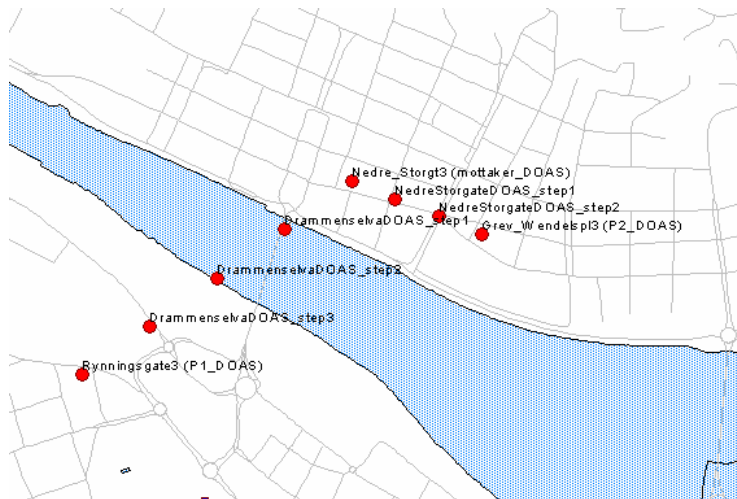 Nedre_Storgt3 (mottaker_DOAS)
NedreStorgateDOAS_step1
NedreStorgateDOAS_step2
DrammenselvaDOAS_step1
Grev_Wendelspl3 (P2_DOAS)
DrammenselvaDOAS_step2
DrammenselvaDOAS_step3
Rynningsgate3 (P1_DOAS)